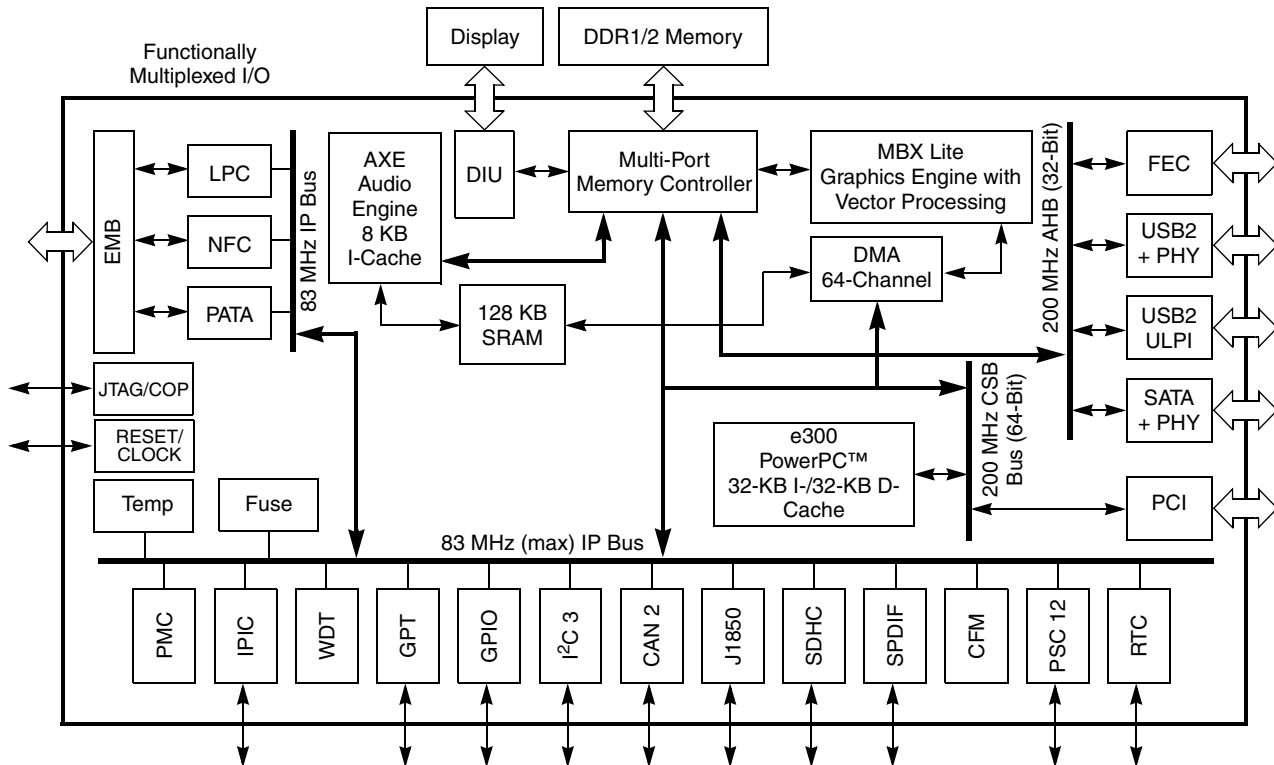 Functionally
Multiplexed I/O
Display
DDR1/2 Memory
EMB
LPC
NFC
PATA
83 MHz IP Bus
AXE
Audio
Engine
8 KB
I-Cache
DIU
Multi-Port
Memory Controller
MBX Lite
Graphics Engine with
Vector Processing
DMA
64-Channel
128 KB
SRAM
200 MHz AHB (32-Bit)
FEC
USB2
+ PHY
USB2
ULPI
SATA
+ PHY
PCI
JTAG/COP
RESET/
CLOCK
Temp
Fuse
e300
PowerPC™
32-KB I-/32-KB D-
Cache
200 MHz CSB
Bus (64-Bit)
83 MHz (max) IP Bus
PMC
IPIC
WDT
GPT
GPIO
I²C 3
CAN 2
J1850
SDHC
SPDIF
CFM
PSC 12
RTC